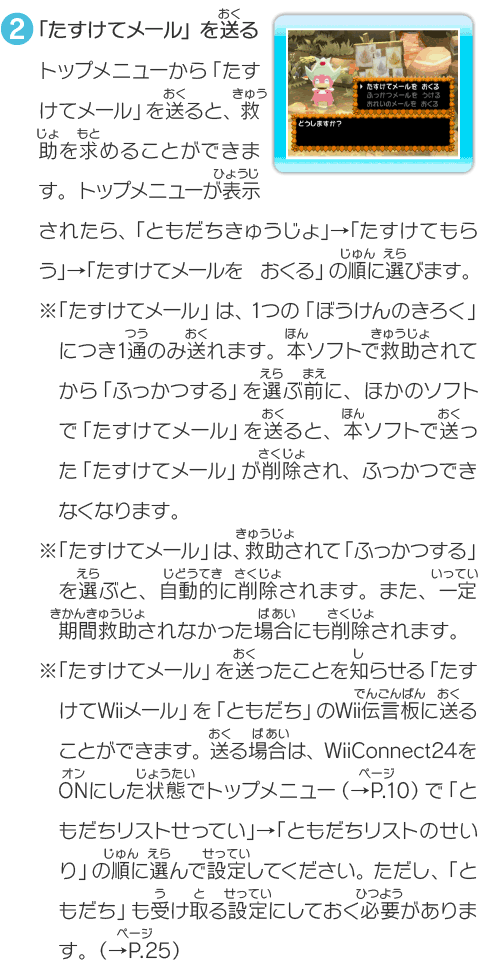 2「たすけてメール」を送る
トップメニューから「たす
けてメール」を送ると、救
助を求めることができま
す。トップメニューが表示
されたら、「ともだちきゅうじょ」→「たすけてもら
う」→「たすけてメールを　おくる」の順に選びます。
▶たすけてメールを　おくる
ふっかつメールを　うける
おれいのメールを　おくる
どうしますか？
※「たすけてメール」は、1つの「ぼうけんのきろく」
につき1通のみ送れます。本ソフトで救助されて
から「ふっかつする」を選ぶ前に、ほかのソフト
で「たすけてメール」を送ると、本ソフトで送っ
た「たすけてメール」が削除され、ふっかつでき
なくなります。
※「たすけてメール」は、救助されて「ふっかつする」
を選ぶと、自動的に削除されます。また、一定
期間救助されなかった場合にも削除されます。
※「たすけてメール」を送ったことを知らせる「たす
けてWiiメール」を「ともだち」のWii伝言板に送る
ことができます。送る場合は、WiiConnect24を
ONにした状態でトップメニュー（→P.10）で「と
もだちリストせってい」→「ともだちリストのせい
り」の順に選んで設定してください。ただし、「と
もだち」も受け取る設定にしておく必要がありま
す。（→P.25）